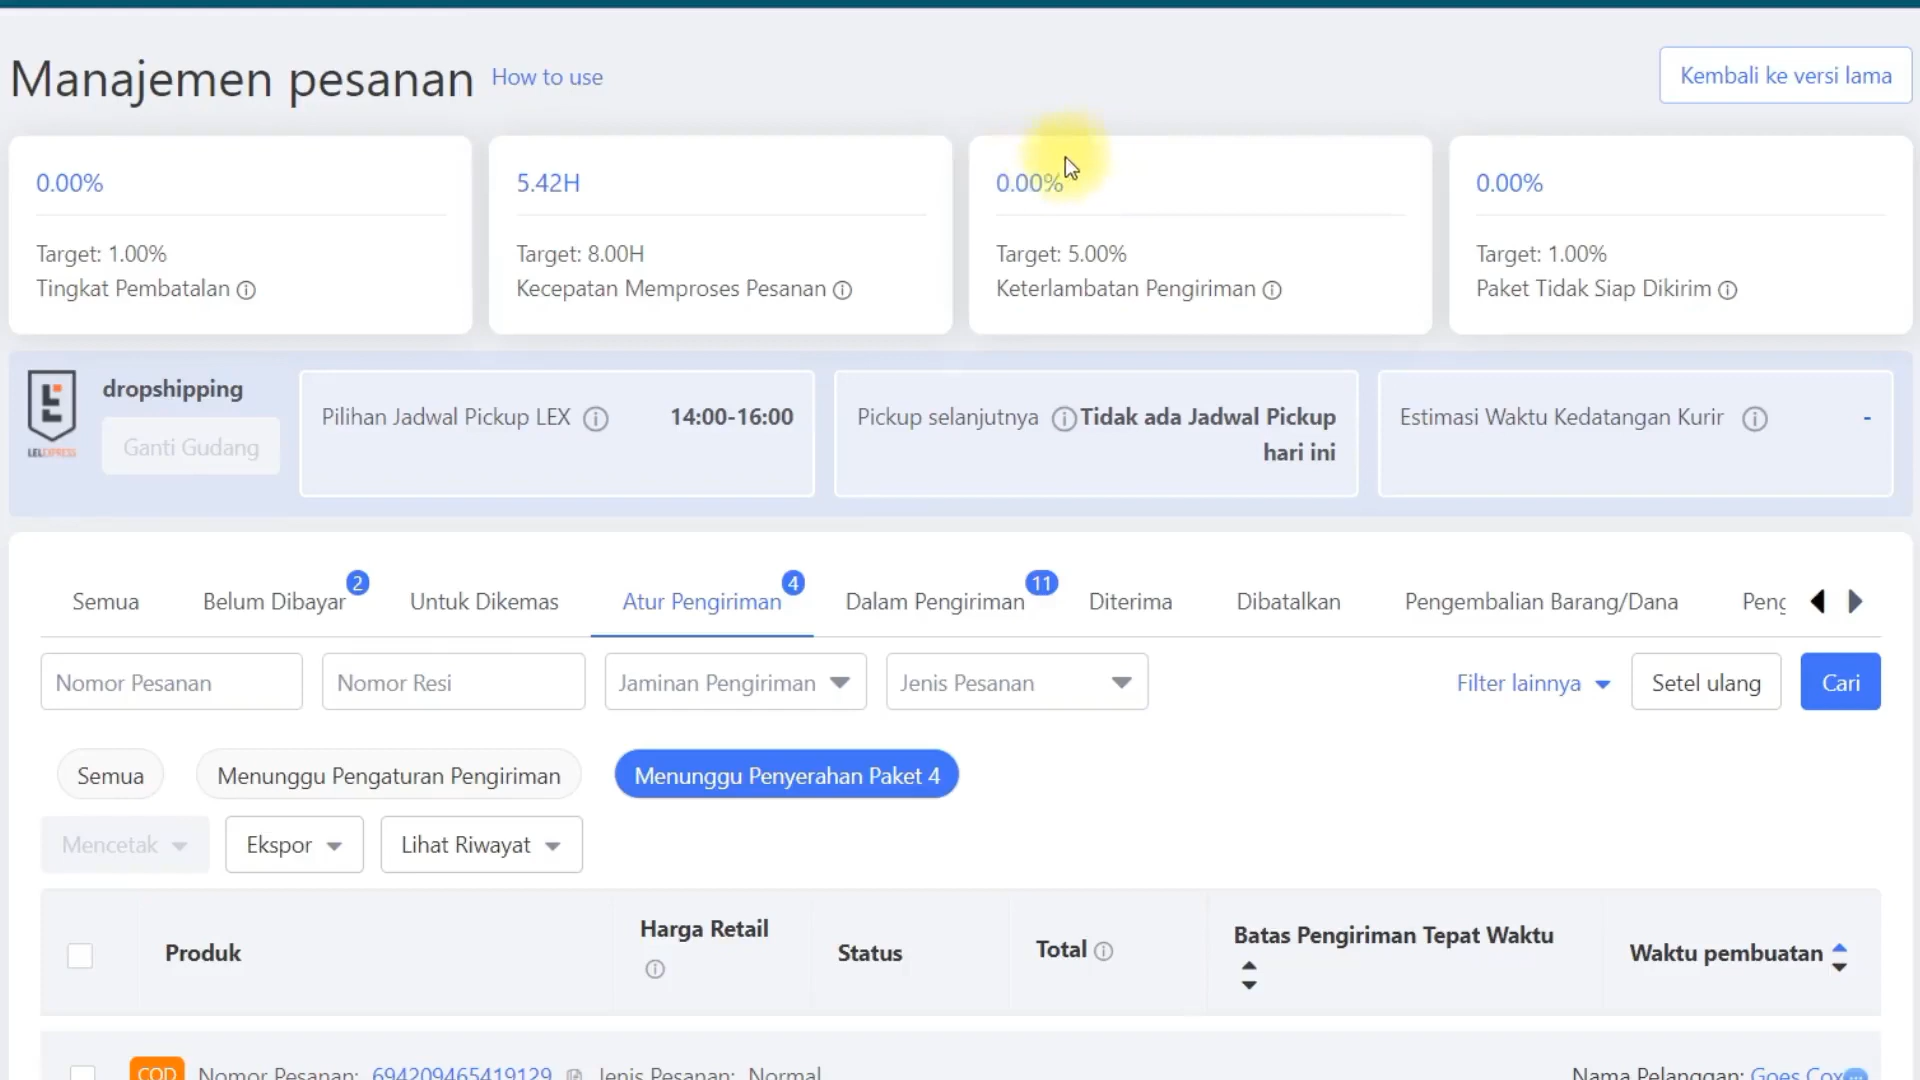 Manajemen pesanan How to use
Kembali ke versi lama
0.00%
Target: 1.00%
Tingkat Pembatalan
5.42H
Target: 8.00H
Kecepatan Memproses Pesanan
0.00%
Target: 5.00%
Keterlambatan Pengiriman
0.00%
Target: 1.00%
Paket Tidak Siap Dikirim
LELEXPRESS
dropshipping
Ganti Gudang
Pilihan Jadwal Pickup LEX 14:00-16:00
Pickup selanjutnya Tidak ada Jadwal Pickup
hari ini
Estimasi Waktu Kedatangan Kurir -
Semua Belum Dibayar 2 Untuk Dikemas Atur Pengiriman 4 Dalam Pengiriman 11 Diterima Dibatalkan Pengembalian Barang/Dana Peng
Nomor Pesanan Nomor Resi Jaminan Pengiriman Jenis Pesanan Filter lainnya Setel ulang Cari
Semua Menunggu Pengaturan Pengiriman Menunggu Penyerahan Paket 4
Mencetak Ekspor Lihat Riwayat
Produk Harga Retail Status Total Batas Pengiriman Tepat Waktu Waktu pembuatan
COD Nomor Pesanan: 694209465419129 Jenis Pesanan: Normal Nama Pelanggan: Goes Cox